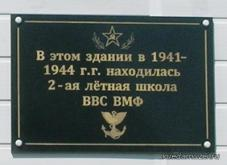 В этом здании в 1941-
1944 г.г. находилась
2-ая лётная школа
ВВС ВМФ